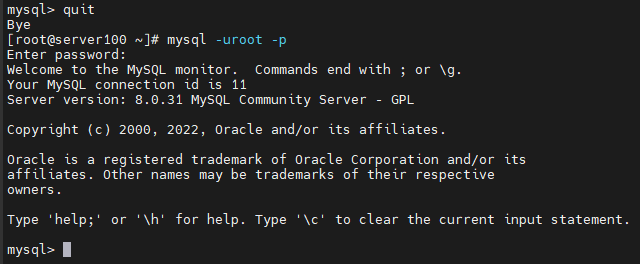 mysql> quit
Bye
[root@server100 ~]# mysql -uroot -p
Enter password:
Welcome to the MySQL monitor.  Commands end with ; or \g.
Your MySQL connection id is 11
Server version: 8.0.31 MySQL Community Server - GPL
Copyright (c) 2000, 2022, Oracle and/or its affiliates.
Oracle is a registered trademark of Oracle Corporation and/or its
affiliates. Other names may be trademarks of their respective
owners.
Type 'help;' or '\h' for help. Type '\c' to clear the current input statement.
mysql>